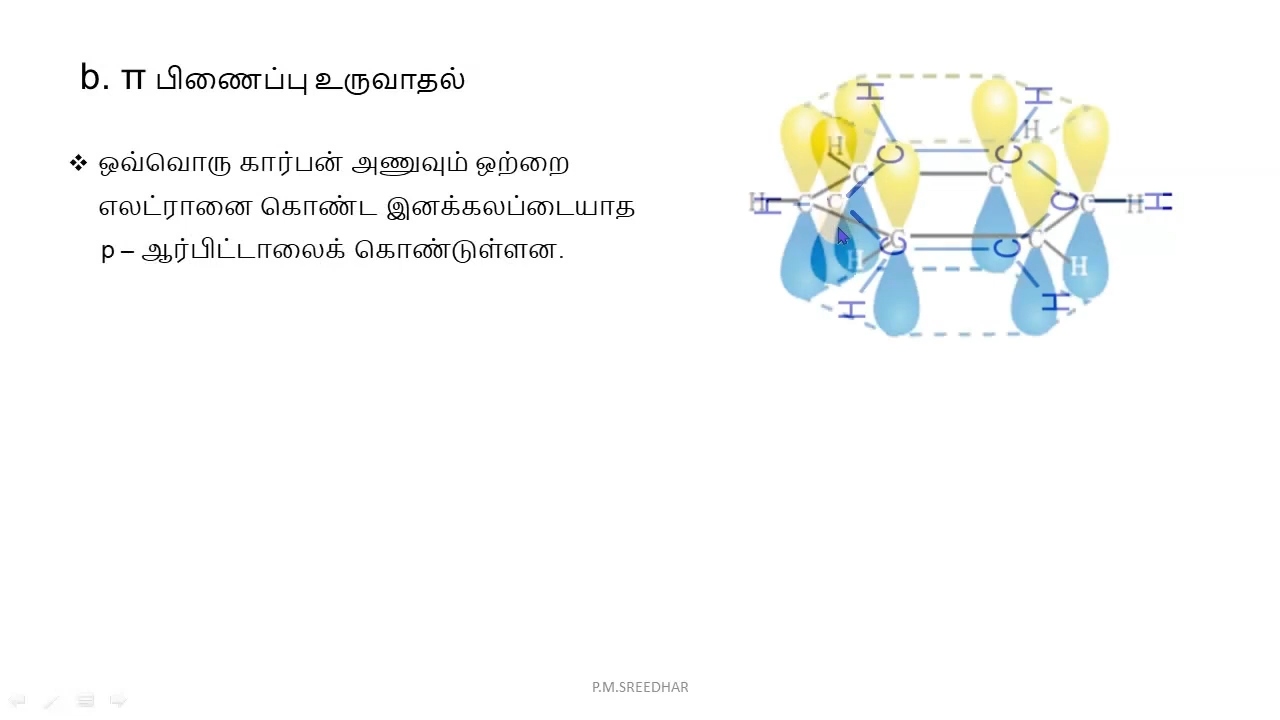 b. π பிணைப்பு உருவாதல்
❖ ஒவ்வொரு கார்பன் அணுவும் ஒற்றை
எலட்ரானை கொண்ட இனக்கலப்டையாத
p – ஆர்பிட்டாலைக் கொண்டுள்ளன.
H H
H H
C C
C C
H H C C C C H H
C C C C
H H
H H
P.M.SREEDHAR